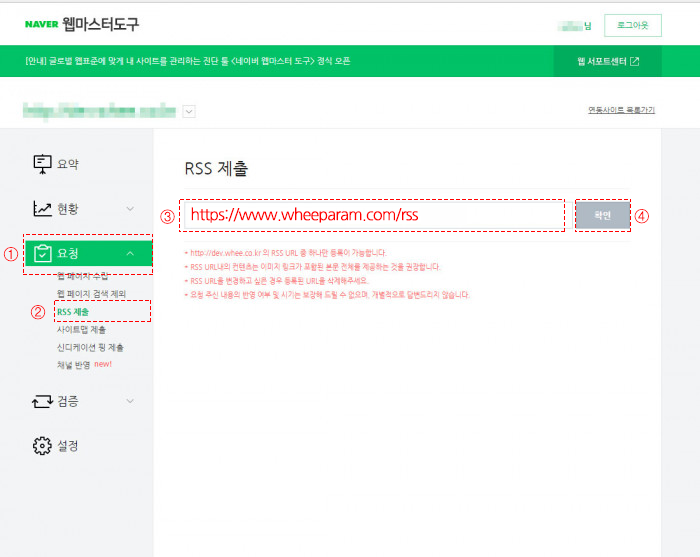 NAVER 웹마스터도구
님
로그아웃
[안내] 글로벌 웹표준에 맞게 내 사이트를 관리하는 진단 툴 <네이버 웹마스터 도구> 정식 오픈
웹 서포트센터
연동사이트 목록가기
요약
현황
① 요청
웹 페이지 수집
웹 페이지 검색 제외
② RSS 제출
사이트맵 제출
신디케이션 핑 제출
채널 반영 new!
검증
설정
RSS 제출
③ https://www.wheeparam.com/rss
확인 ④
* http://dev.whee.co.kr 의 RSS URL 중 하나만 등록이 가능합니다.
* RSS URL내의 컨텐츠는 이미지 링크가 포함된 본문 전체를 제공하는 것을 권장합니다.
* RSS URL을 변경하고 싶은 경우 등록된 URL을 삭제해주세요.
* 요청 주신 내용의 반영 여부 및 시기는 보장해 드릴 수 없으며, 개별적으로 답변드리지 않습니다.